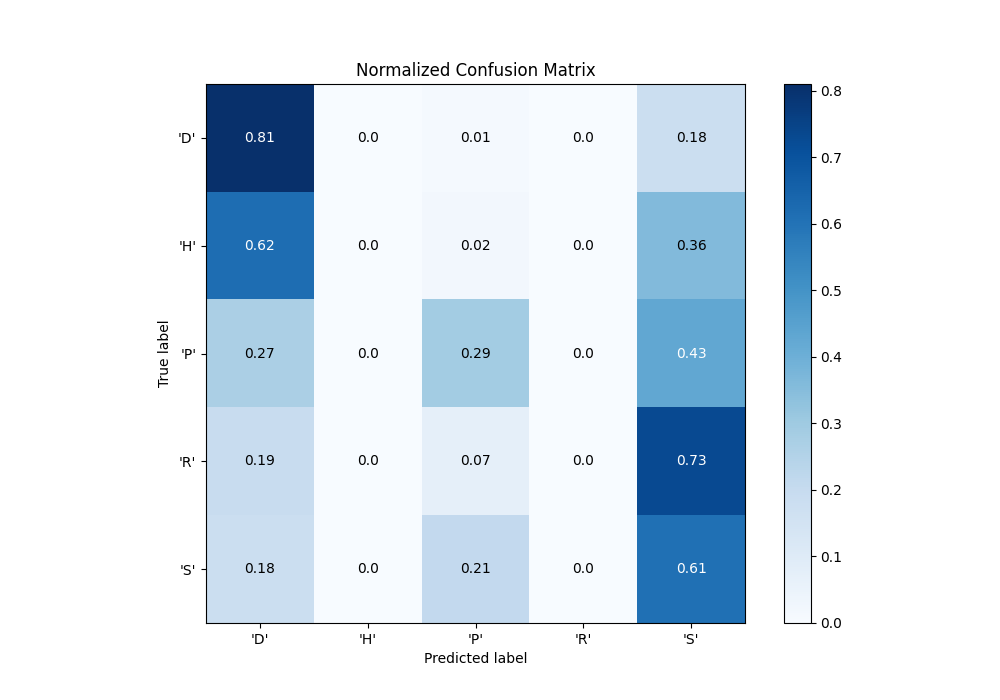 Normalized Confusion Matrix
True label
'D' 0.81 0.0 0.01 0.0 0.18
'H' 0.62 0.0 0.02 0.0 0.36
'P' 0.27 0.0 0.29 0.0 0.43
'R' 0.19 0.0 0.07 0.0 0.73
'S' 0.18 0.0 0.21 0.0 0.61
'D' 'H' 'P' 'R' 'S'
Predicted label
0.8
0.7
0.6
0.5
0.4
0.3
0.2
0.1
0.0